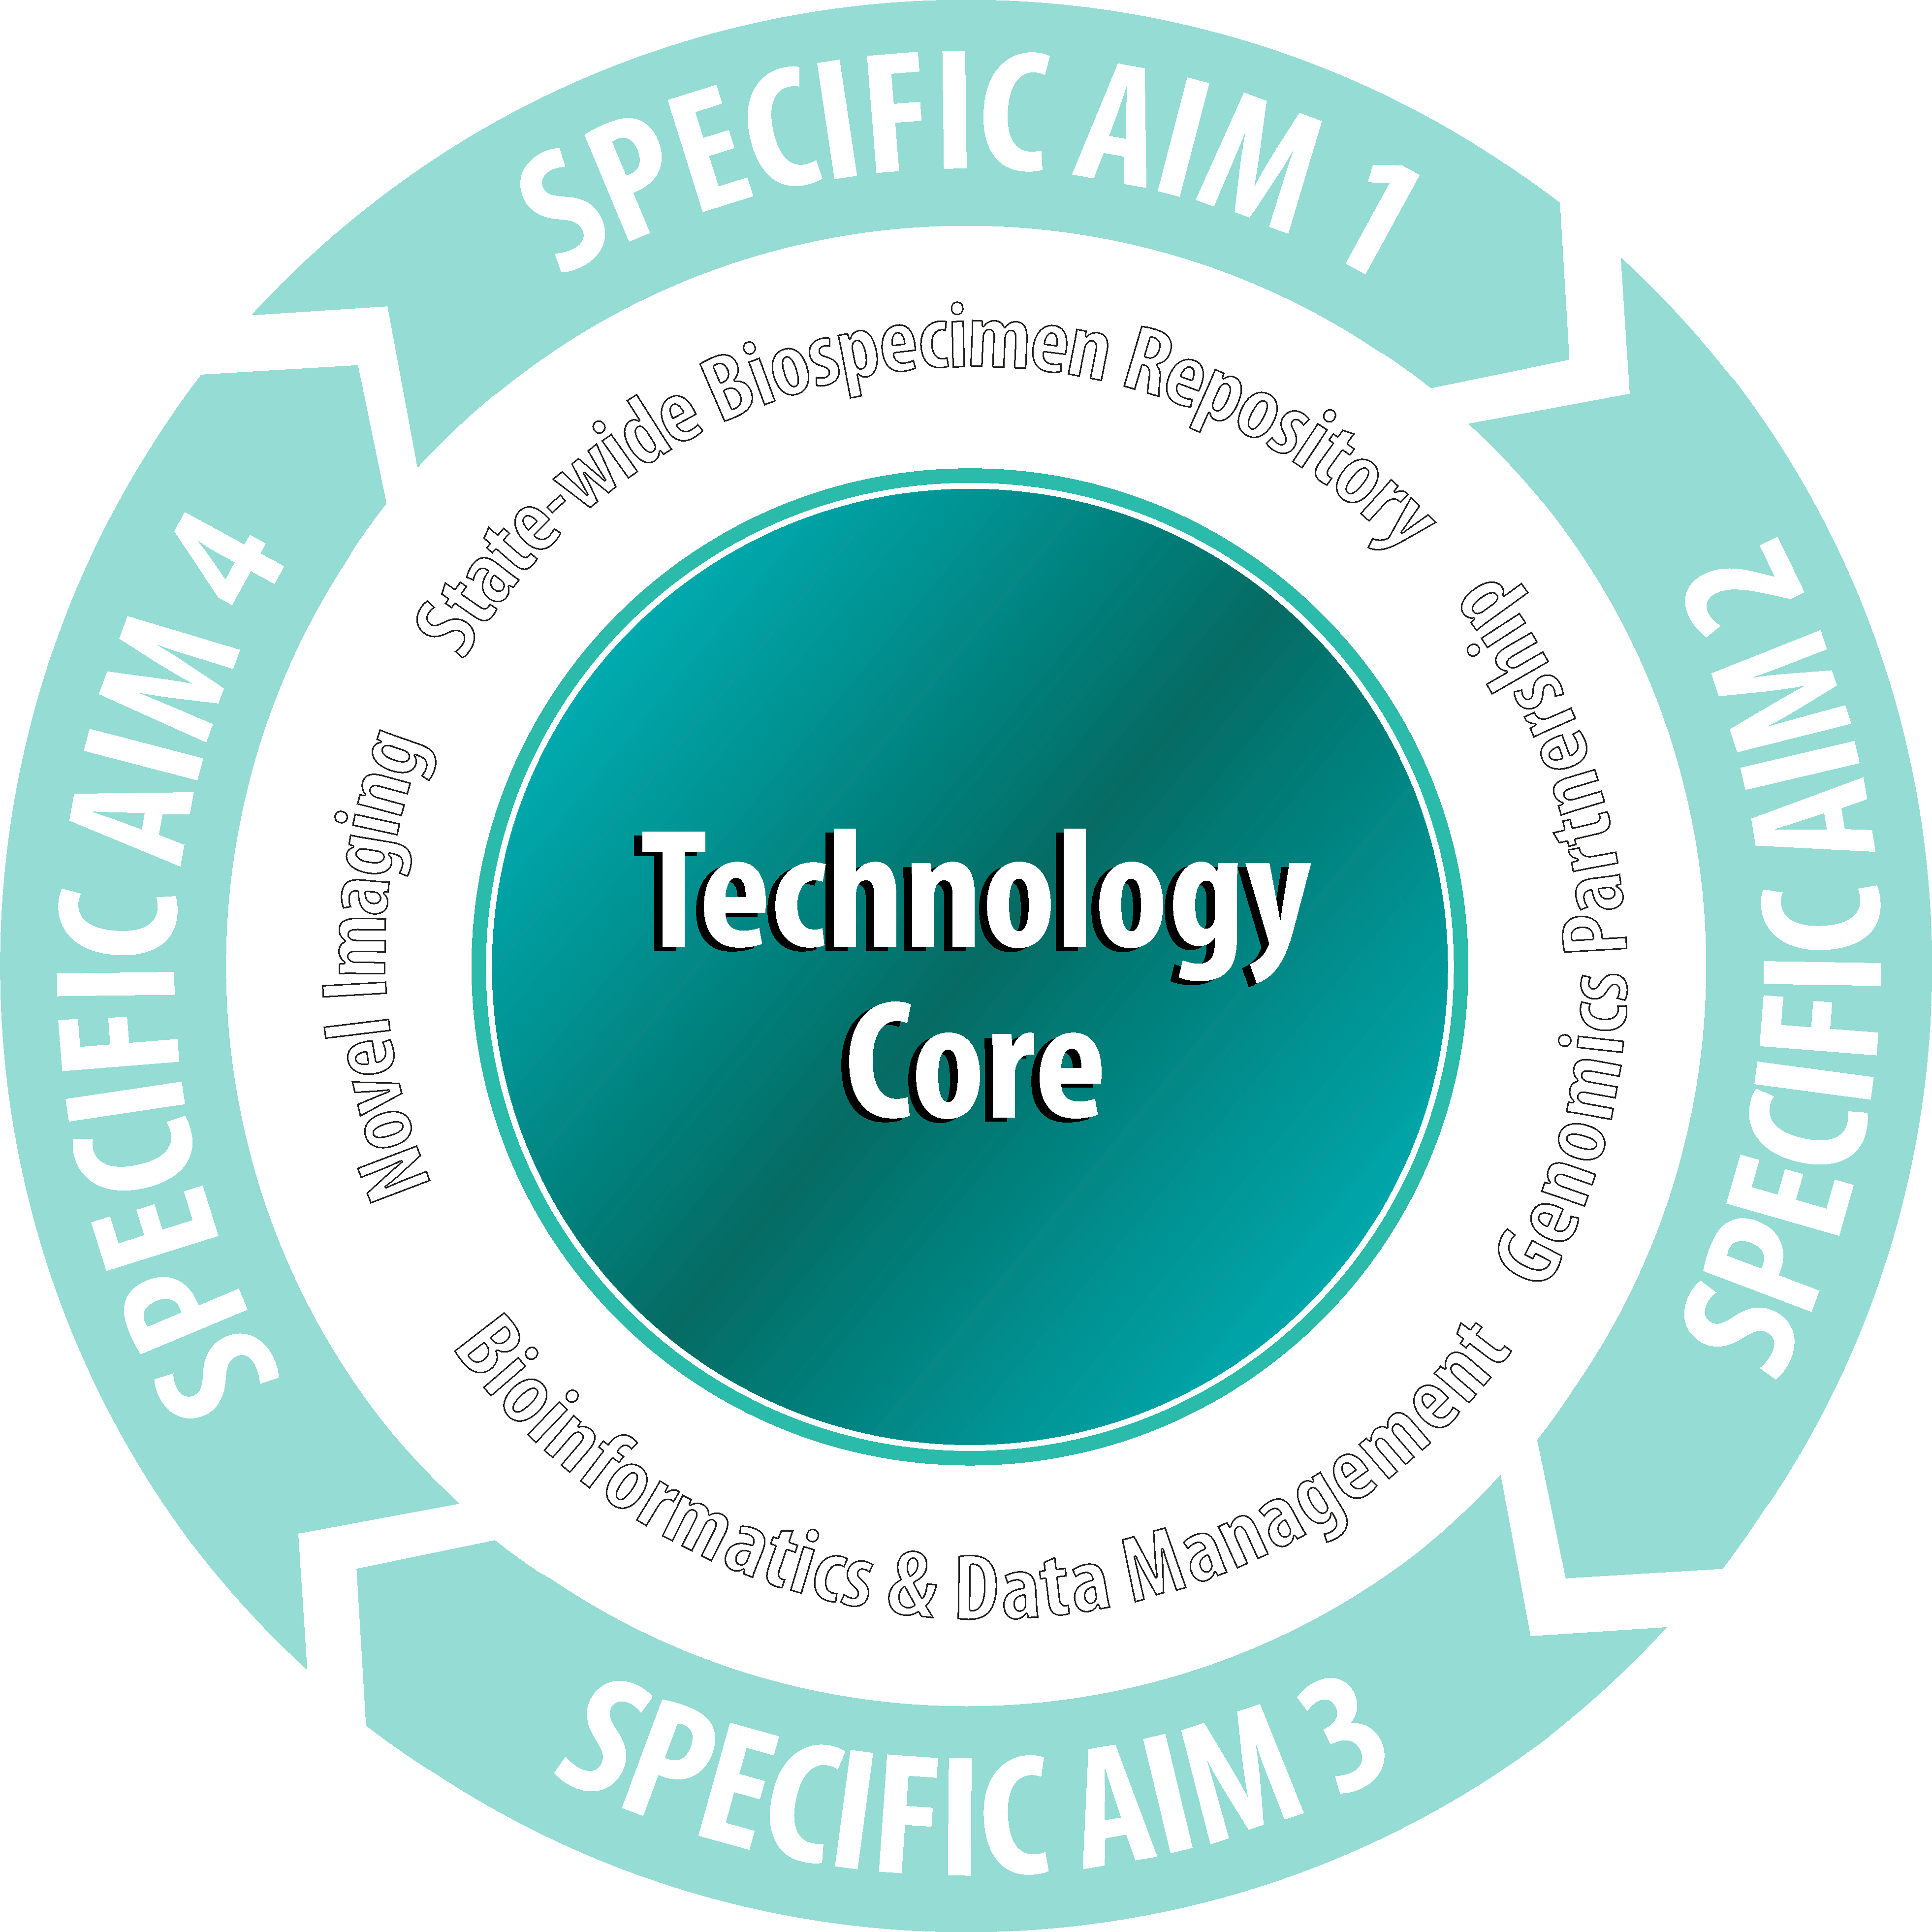 SPECIFIC AIM 1
State-wide Biospecimen Repository
SPECIFIC AIM 2
Genomics Partnership
SPECIFIC AIM 3
Bioinformatics & Data Management
SPECIFIC AIM 4
Novel Imaging
Technology
Core